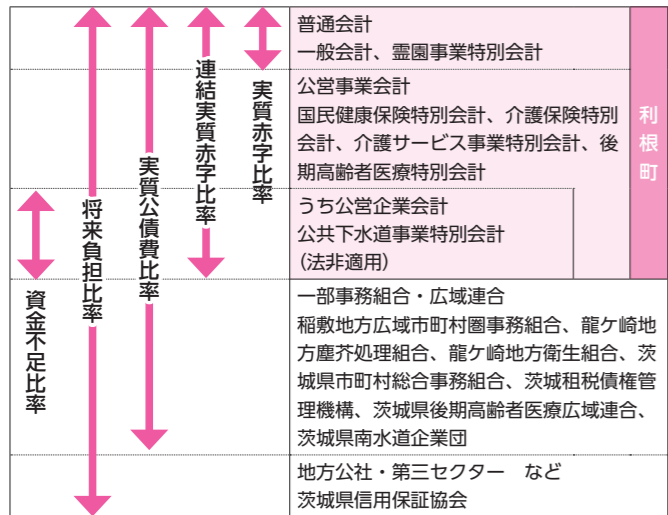 実質赤字比率
連結実質赤字比率
実質公債費比率
将来負担比率
資金不足比率
普通会計
一般会計、霊園事業特別会計
公営事業会計
国民健康保険特別会計、介護保険特別
会計、介護サービス事業特別会計、後
期高齢者医療特別会計
うち公営企業会計
公共下水道事業特別会計
(法非適用)
利根町
一部事務組合・広域連合
稲敷地方広域市町村圏事務組合、龍ケ崎地
方塵芥処理組合、龍ケ崎地方衛生組合、茨
城県市町村総合事務組合、茨城租税債権管
理機構、茨城県後期高齢者医療広域連合、
茨城県南水道企業団
地方公社・第三セクター　など
茨城県信用保証協会